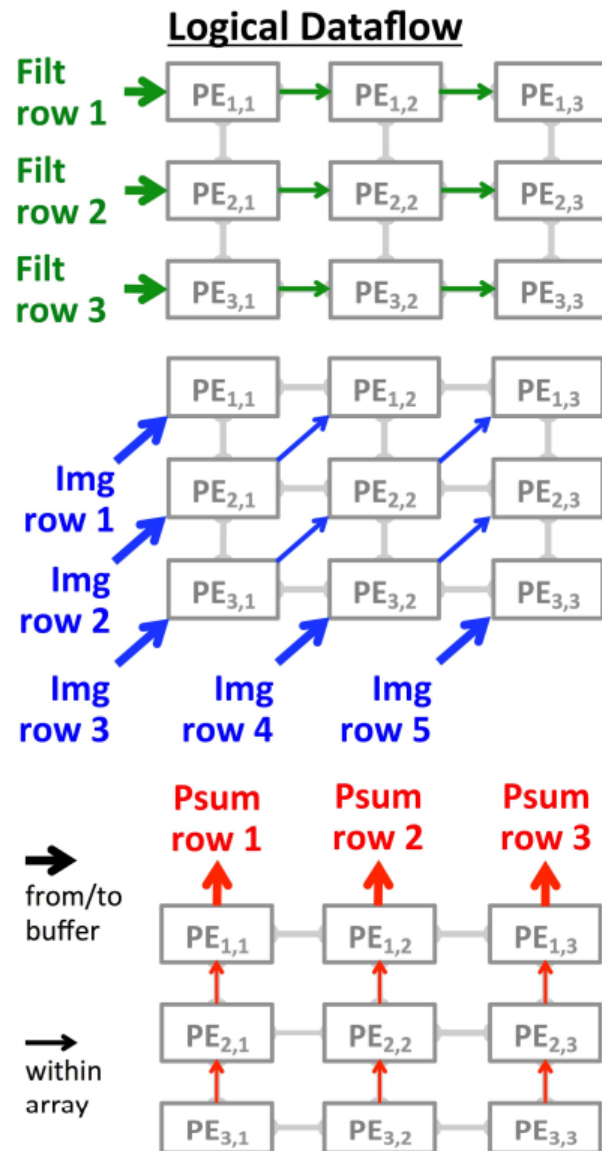 Logical Dataflow
Filt
row 1
PE1,1 PE1,2 PE1,3
Filt
row 2
PE2,1 PE2,2 PE2,3
Filt
row 3
PE3,1 PE3,2 PE3,3
PE1,1 PE1,2 PE1,3
Img
row 1
PE2,1 PE2,2 PE2,3
Img
row 2
PE3,1 PE3,2 PE3,3
Img
row 3
Img
row 4
Img
row 5
Psum
row 1
Psum
row 2
Psum
row 3
from/to
buffer
PE1,1 PE1,2 PE1,3
PE2,1 PE2,2 PE2,3
within
array
PE3,1 PE3,2 PE3,3